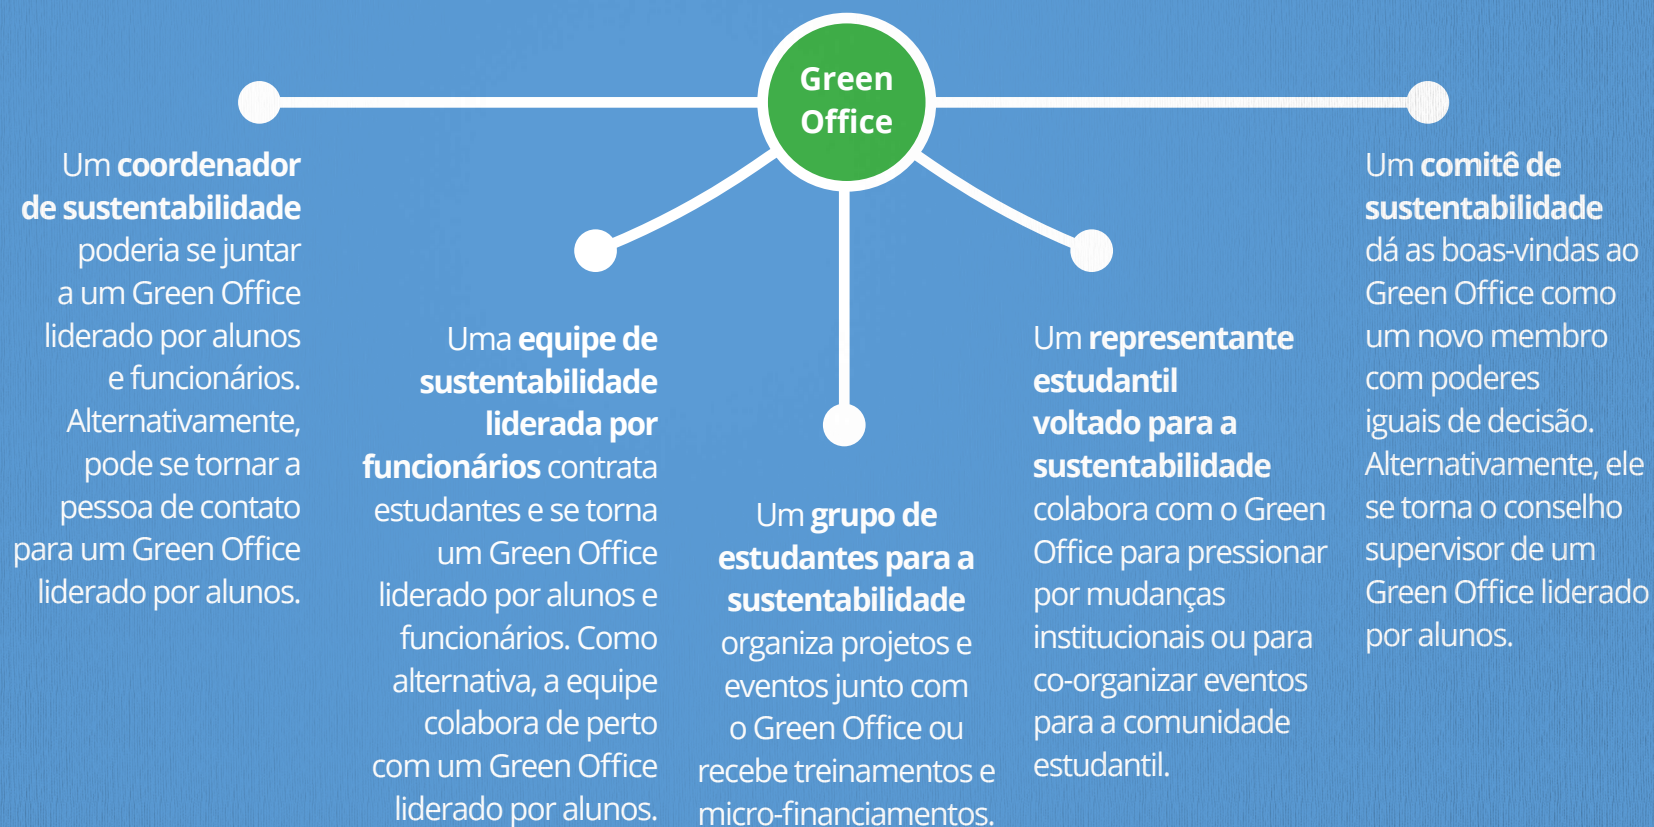 Green
Office
Um coordenador
de sustentabilidade
poderia se juntar
a um Green Office
liderado por alunos
e funcionários.
Alternativamente,
pode se tornar a
pessoa de contato
para um Green Office
liderado por alunos.
Uma equipe de
sustentabilidade
liderada por
funcionários contrata
estudantes e se torna
um Green Office
liderado por alunos e
funcionários. Como
alternativa, a equipe
colabora de perto
com um Green Office
liderado por alunos.
Um grupo de
estudantes para a
sustentabilidade
organiza projetos e
eventos junto com
o Green Office ou
recebe treinamentos e
micro-financiamentos.
Um representante
estudantil
voltado para a
sustentabilidade
colabora com o Green
Office para pressionar
por mudanças
institucionais ou para
co-organizar eventos
para a comunidade
estudantil.
Um comitê de
sustentabilidade
dá as boas-vindas ao
Green Office como
um novo membro
com poderes
iguais de decisão.
Alternativamente, ele
se torna o conselho
supervisor de um
Green Office liderado
por alunos.